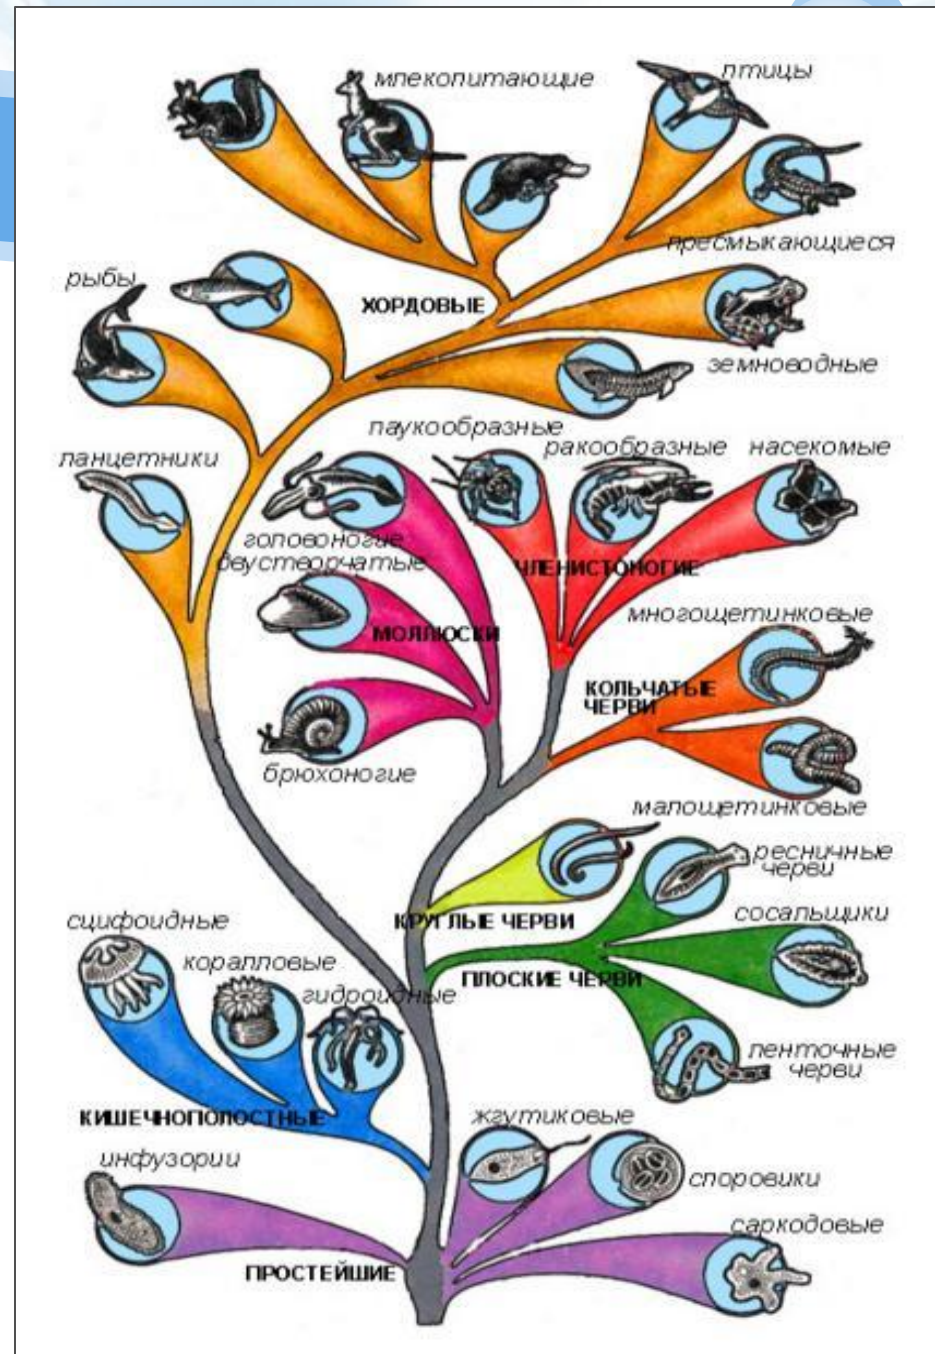 млекопитающие
птицы
пресмыкающиеся
рыбы
ХОРДОВЫЕ
земноводные
паукообразные
ракообразные
насекомые
ланцетники
головоногие
двустворчатые
ЧЛЕНИСТОНОГИЕ
многощетинковые
МОЛЛЮСКИ
КОЛЬЧАТЫЕ
ЧЕРВИ
брюхоногие
малощетинковые
ресничные
черви
сцифоидные
КРУГЛЫЕ ЧЕРВИ
сосальщики
коралловые
гидроидные
ПЛОСКИЕ ЧЕРВИ
ленточные
черви
КИШЕЧНОПОЛОСТНЫЕ
жгутиковые
инфузории
споровики
саркодовые
ПРОСТЕЙШИЕ